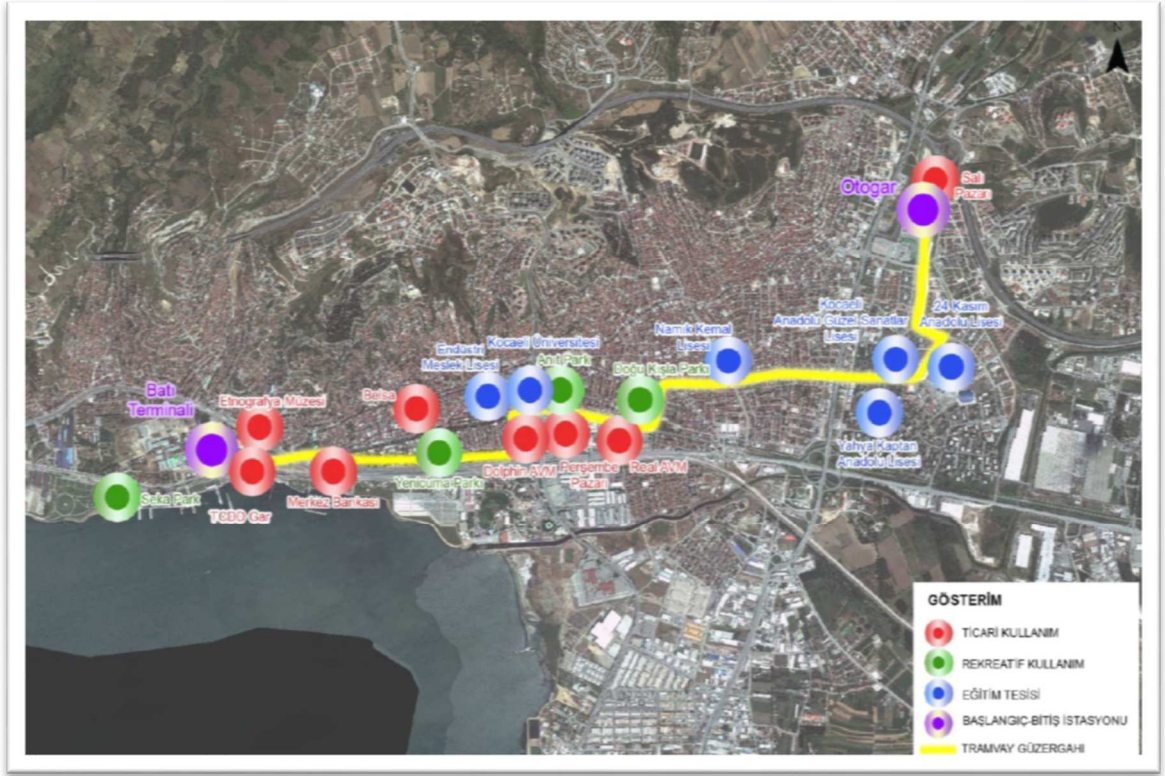 Salı
Pazarı
Otogar
Kocaeli
Anadolu Güzel Sanatlar
Lisesi
24 Kasım
Anadolu Lisesi
Namık Kemal
Lisesi
Kocaeli Üniversitesi
Anıt Park
Endüstri
Meslek Lisesi
Doğu Kışla Parkı
Batı
Terminali
Etnografya Müzesi
Bersa
Yahya Kaptan
Anadolu Lisesi
Dolphin AVM
Perşembe
Pazarı
Real AVM
Yenicuma Parkı
Merkez Bankası
Seka Park
TCDD Gar
GÖSTERİM
TİCARİ KULLANIM
REKREATİF KULLANIM
EĞİTİM TESİSİ
BAŞLANGIÇ-BİTİŞ İSTASYONU
TRAMVAY GÜZERGAHI